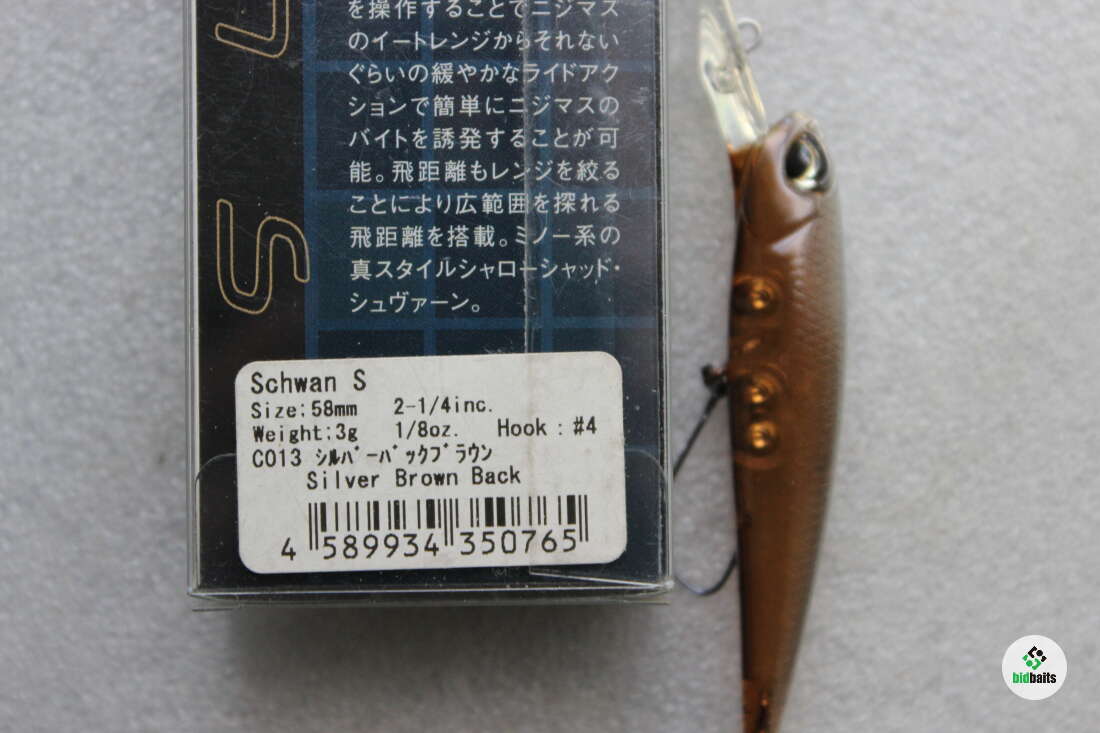 を操作することでニジマス
のイートレンジからそれない
ぐらいの緩やかなライドアク
ションで簡単にニジマスの
バイトを誘発することが可
能。飛距離もレンジを絞る
ことにより広範囲を探れる
飛距離を搭載。ミノー系の
真スタイルシャローシャッド・
シュヴァーン。
S
Schwan S
Size:58mm 2-1/4inc.
Weight:3g 1/8oz. Hook : #4
C013 シルバーバックブラウン
Silver Brown Back
4 589934 350765
bidbaits